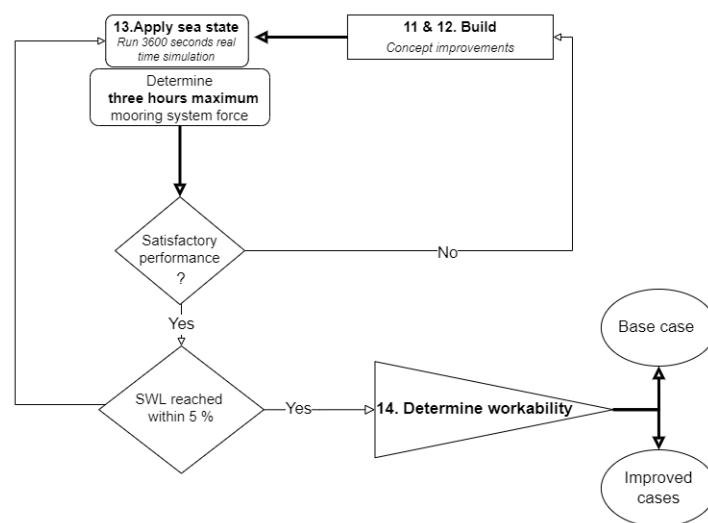 13.Apply sea state
Run 3600 seconds real
time simulation
11 & 12. Build
Concept improvements
Determine
three hours maximum
mooring system force
Satisfactory
performance
?
No
Yes
SWL reached
within 5 %
Yes
14. Determine workability
Base case
Improved
cases